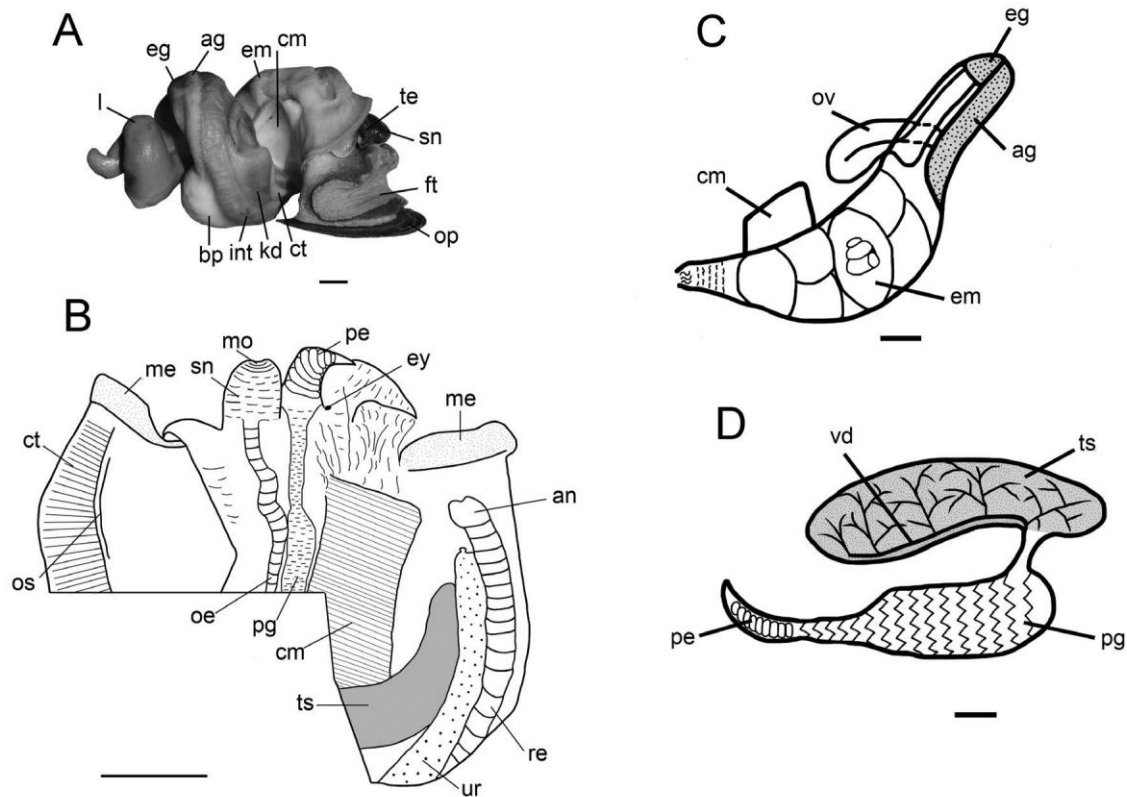 A
eg
ag
em
cm
te
sn
ft
op
ct
kd
int
bp
l
B
mo
pe
sn
ey
me
me
ct
an
os
oe
pg
cm
ts
re
ur
C
eg
ov
ag
cm
em
D
vd
ts
pe
pg